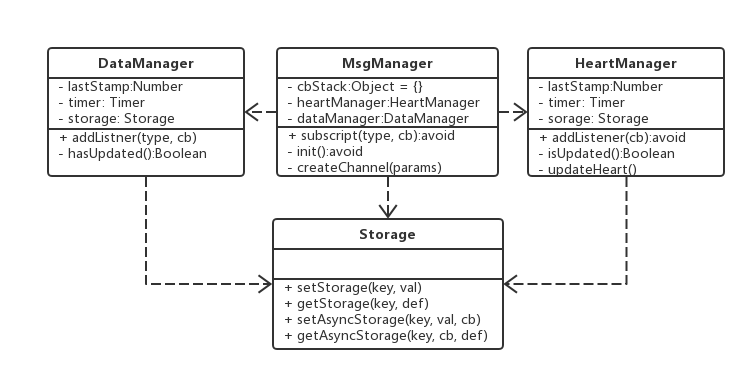 DataManager
- lastStamp:Number
- timer: Timer
- storage: Storage
+ addListner(type, cb)
- hasUpdated():Boolean
MsgManager
- cbStack:Object = {}
- heartManager:HeartManager
- dataManager:DataManager
+ subscript(type, cb):avoid
- init():avoid
- createChannel(params)
HeartManager
- lastStamp:Number
- timer: Timer
- sorage: Storage
+ addListener(cb):avoid
- isUpdated():Boolean
- updateHeart()
Storage
+ setStorage(key, val)
+ getStorage(key, def)
+ setAsyncStorage(key, val, cb)
+ getAsyncStorage(key, cb, def)